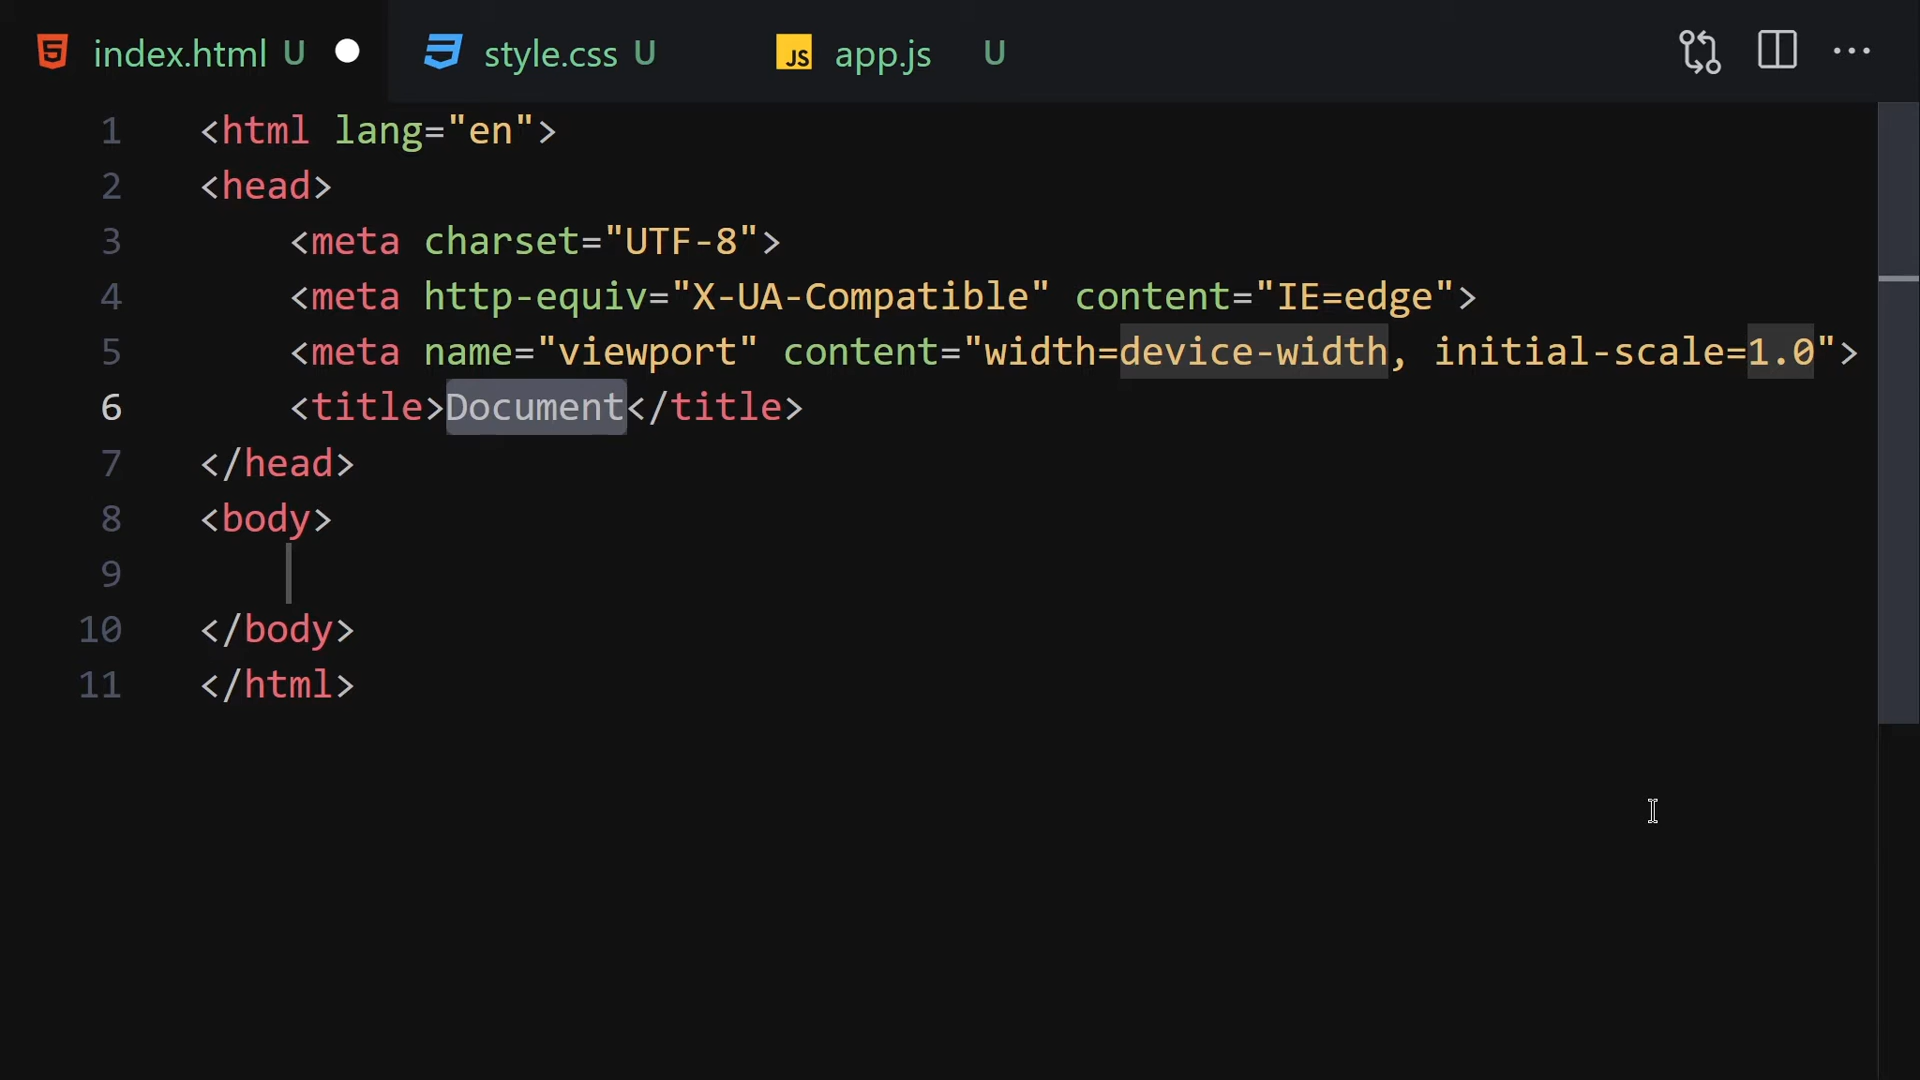 index.html U style.css U JS app.js U
1 <html lang="en">
2 <head>
3 <meta charset="UTF-8">
4 <meta http-equiv="X-UA-Compatible" content="IE=edge">
5 <meta name="viewport" content="width=device-width, initial-scale=1.0">
6 <title>Document</title>
7 </head>
8 <body>
9
10 </body>
11 </html>